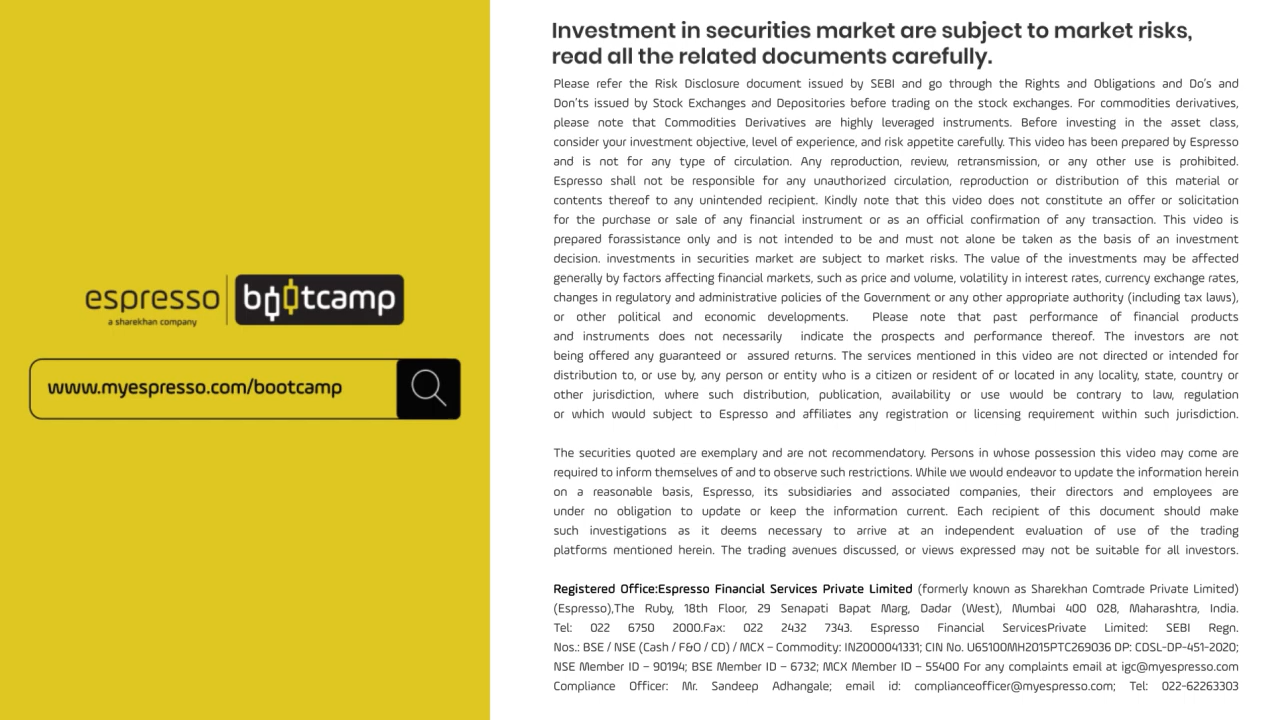 espresso
a sharekhan company
bootcamp
www.myespresso.com/bootcamp
Investment in securities market are subject to market risks,
read all the related documents carefully.
Please refer the Risk Disclosure document issued by SEBI and go through the Rights and Obligations and Do's and
Don'ts issued by Stock Exchanges and Depositories before trading on the stock exchanges. For commodities derivatives,
please note that Commodities Derivatives are highly leveraged instruments. Before investing in the asset class,
consider your investment objective, level of experience, and risk appetite carefully. This video has been prepared by Espresso
and is not for any type of circulation. Any reproduction, review, retransmission, or any other use is prohibited.
Espresso shall not be responsible for any unauthorized circulation, reproduction or distribution of this material or
contents thereof to any unintended recipient. Kindly note that this video does not constitute an offer or solicitation
for the purchase or sale of any financial instrument or as an official confirmation of any transaction. This video is
prepared forassistance only and is not intended to be and must not alone be taken as the basis of an investment
decision. investments in securities market are subject to market risks. The value of the investments may be affected
generally by factors affecting financial markets, such as price and volume, volatility in interest rates, currency exchange rates,
changes in regulatory and administrative policies of the Government or any other appropriate authority (including tax laws),
or other political and economic developments. Please note that past performance of financial products
and instruments does not necessarily indicate the prospects and performance thereof. The investors are not
being offered any guaranteed or assured returns. The services mentioned in this video are not directed or intended for
distribution to, or use by, any person or entity who is a citizen or resident of or located in any locality, state, country or
other jurisdiction, where such distribution, publication, availability or use would be contrary to law, regulation
or which would subject to Espresso and affiliates any registration or licensing requirement within such jurisdiction.
The securities quoted are exemplary and are not recommendatory. Persons in whose possession this video may come are
required to inform themselves of and to observe such restrictions. While we would endeavor to update the information herein
on a reasonable basis, Espresso, its subsidiaries and associated companies, their directors and employees are
under no obligation to update or keep the information current. Each recipient of this document should make
such investigations as it deems necessary to arrive at an independent evaluation of use of the trading
platforms mentioned herein. The trading avenues discussed, or views expressed may not be suitable for all investors.
Registered Office:Espresso Financial Services Private Limited (formerly known as Sharekhan Comtrade Private Limited)
(Espresso),The Ruby, 18th Floor, 29 Senapati Bapat Marg, Dadar (West), Mumbai 400 028, Maharashtra, India.
Tel: 022 6750 2000.Fax: 022 2432 7343. Espresso Financial ServicesPrivate Limited: SEBI Regn.
Nos.: BSE / NSE (Cash / F&O / CD) / MCX – Commodity: INZ000041331; CIN No. U65100MH2015PTC269036 DP: CDSL-DP-451-2020;
NSE Member ID – 90194; BSE Member ID – 6732; MCX Member ID – 55400 For any complaints email at igc@myespresso.com
Compliance Officer: Mr. Sandeep Adhangale; email id: complianceofficer@myespresso.com; Tel: 022-62263303